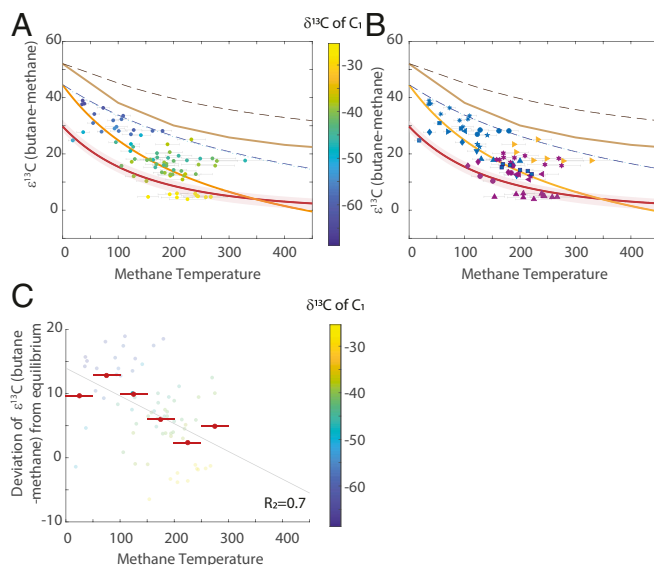 A
δ¹³C of C₁
B
60
40
20
0
ε¹³C (butane-methane)
0 100 200 300 400
Methane Temperature
-30
-40
-50
-60
60
40
20
0
ε¹³C (butane-methane)
0 100 200 300 400
Methane Temperature
C
δ¹³C of C₁
20
10
0
-10
Deviation of ε¹³C (butane
-methane) from equilibrium
R₂=0.7
0 100 200 300 400
Methane Temperature
-30
-40
-50
-60